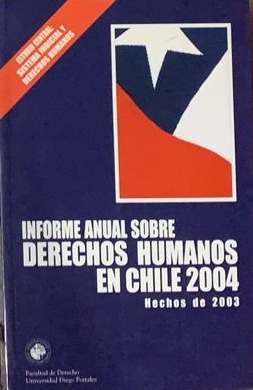 ESTUDIO CENTRAL:
SISTEMA JUDICIAL Y
DERECHOS HUMANOS
INFORME ANUAL SOBRE
DERECHOS HUMANOS
EN CHILE 2004
Hechos de 2003
Facultad de Derecho
Universidad Diego Portales